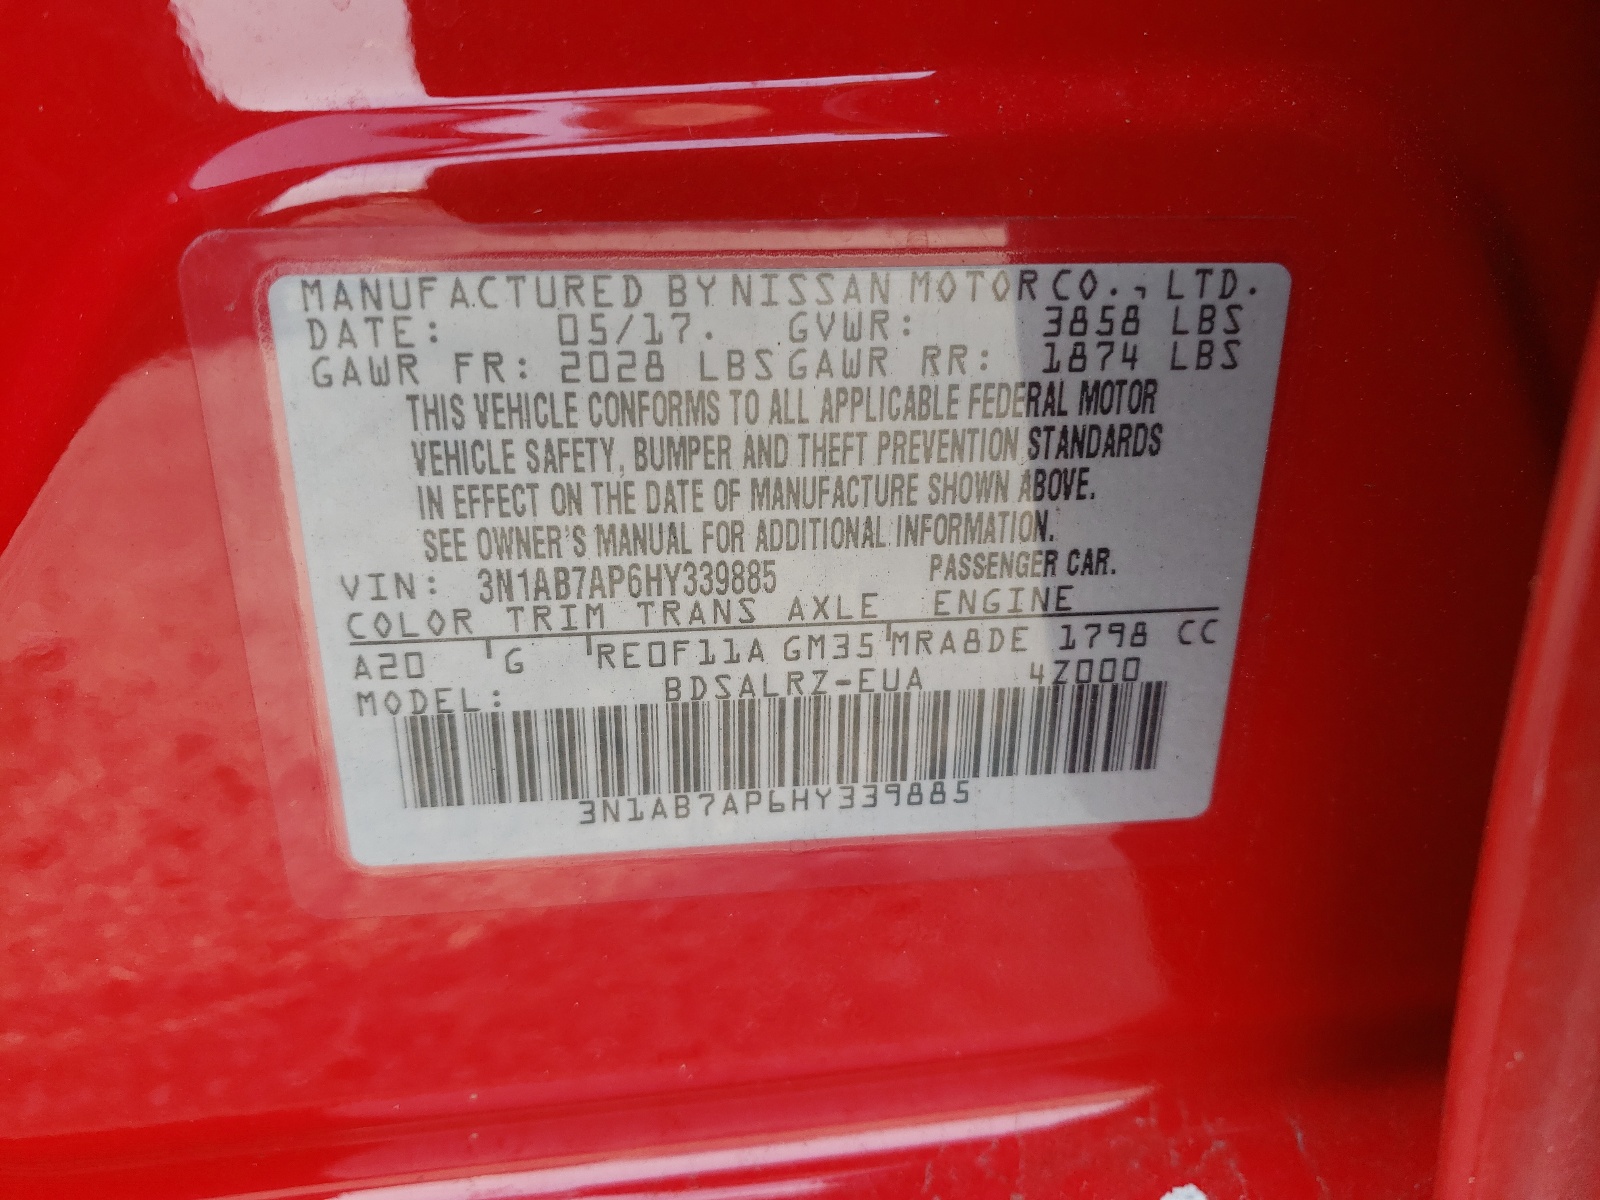 MANUFACTURED BY NISSAN MOTOR CO., LTD.
DATE: 05/17. GVWR: 3858 LBS
GAWR FR: 2028 LBS GAWR RR: 1874 LBS
THIS VEHICLE CONFORMS TO ALL APPLICABLE FEDERAL MOTOR
VEHICLE SAFETY, BUMPER AND THEFT PREVENTION STANDARDS
IN EFFECT ON THE DATE OF MANUFACTURE SHOWN ABOVE.
SEE OWNER'S MANUAL FOR ADDITIONAL INFORMATION.
VIN: 3N1AB7AP6HY339885 PASSENGER CAR.
COLOR TRIM TRANS AXLE ENGINE
A20 G RE0F11A GM35 MRA8DE 1798 CC
MODEL: BDSALRZ-EUA 4Z000
3N1AB7AP6HY339885